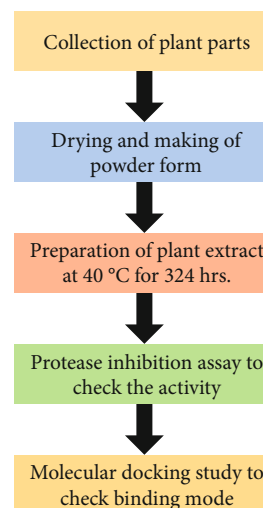 Collection of plant parts
Drying and making of
powder form
Preparation of plant extract
at 40 °C for 324 hrs.
Protease inhibition assay to
check the activity
Molecular docking study to
check binding mode